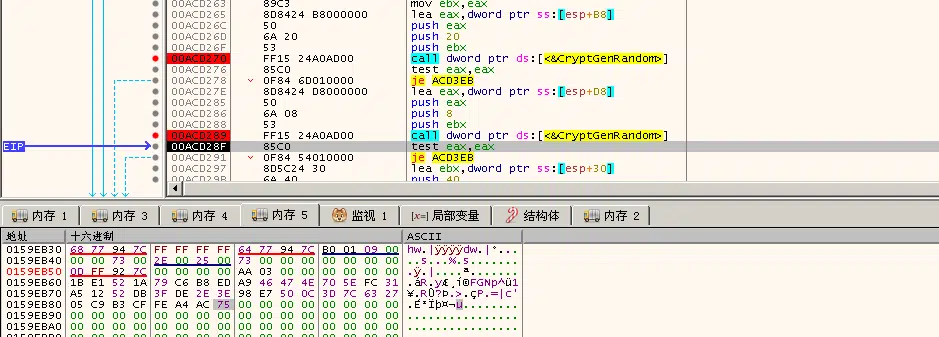 00ACD263 89C3 mov ebx,eax
00ACD265 8D8424 B8000000 lea eax,dword ptr ss:[esp+B8]
00ACD26C 50 push eax
00ACD26D 6A 20 push 20
00ACD26F 53 push ebx
00ACD270 FF15 24A0AD00 call dword ptr ds:[<&CryptGenRandom>]
00ACD276 85C0 test eax,eax
00ACD278 0F84 6D010000 je ACD3EB
00ACD27E 8D8424 D8000000 lea eax,dword ptr ss:[esp+D8]
00ACD285 50 push eax
00ACD286 6A 08 push 8
00ACD288 53 push ebx
00ACD289 FF15 24A0AD00 call dword ptr ds:[<&CryptGenRandom>]
EIP 00ACD28F 85C0 test eax,eax
00ACD291 0F84 54010000 je ACD3EB
00ACD297 8D5C24 30 lea ebx,dword ptr ss:[esp+30]
00ACD29B 6A 40 push 40
内存 1 内存 3 内存 4 内存 5 监视 1 [x=] 局部变量 结构体 内存 2
地址 十六进制 ASCII
0159EB30 68 77 94 7C FF FF FF FF 64 77 94 7C B0 01 09 00 hw.|ÿÿÿÿdw.|°...
0159EB40 00 00 73 00 2E 00 25 00 73 00 00 00 00 00 00 00 ..s...%.s.......
0159EB50 0D FF 92 7C 00 00 00 00 AA 03 00 00 00 00 00 00 .ÿ.|....ª.......
0159EB60 1B E1 52 1A 79 C6 B8 ED A9 46 47 4E 70 5E FC 31 .áR.yÆ¸í©FGNp^ü1
0159EB70 A5 12 52 DB 3F DE 2E 3E 98 E7 50 0C 3D 7C 63 27 ¥.RÛ?Þ.>.çP.=|c'
0159EB80 05 C9 B3 CF FE A4 AC 75 00 00 00 00 00 00 00 00 .É³Ïþ¤¬u........
0159EB90 00 00 00 00 00 00 00 00 00 00 00 00 00 00 00 00 ................
0159EBA0 00 00 00 00 00 00 00 00 00 00 00 00 00 00 00 00 ................